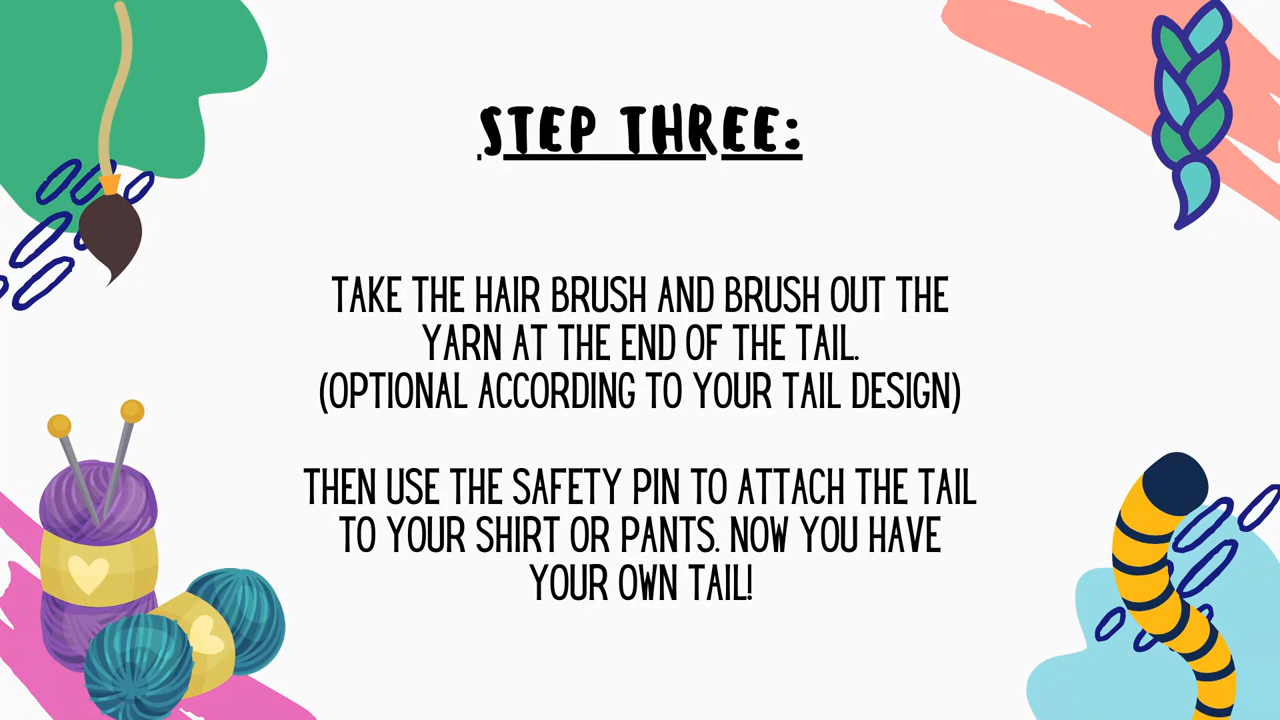 STEP THREE:
TAKE THE HAIR BRUSH AND BRUSH OUT THE
YARN AT THE END OF THE TAIL.
(OPTIONAL ACCORDING TO YOUR TAIL DESIGN)
THEN USE THE SAFETY PIN TO ATTACH THE TAIL
TO YOUR SHIRT OR PANTS. NOW YOU HAVE
YOUR OWN TAIL!